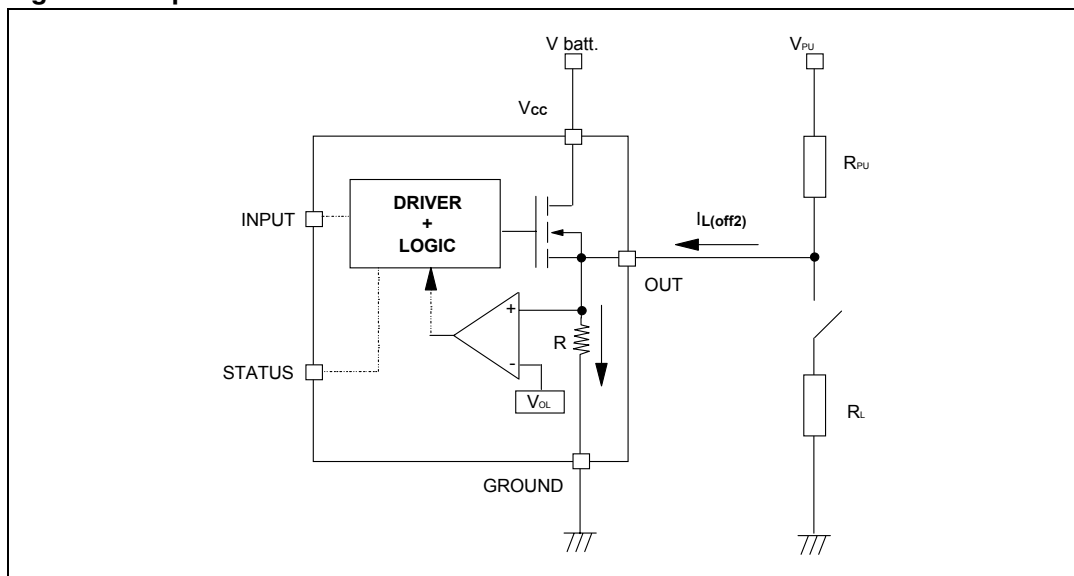 V batt.
VPU
VCC
RPU
DRIVER
+
LOGIC
INPUT
IL(off2)
OUT
+
R
-
STATUS
VOL
RL
GROUND